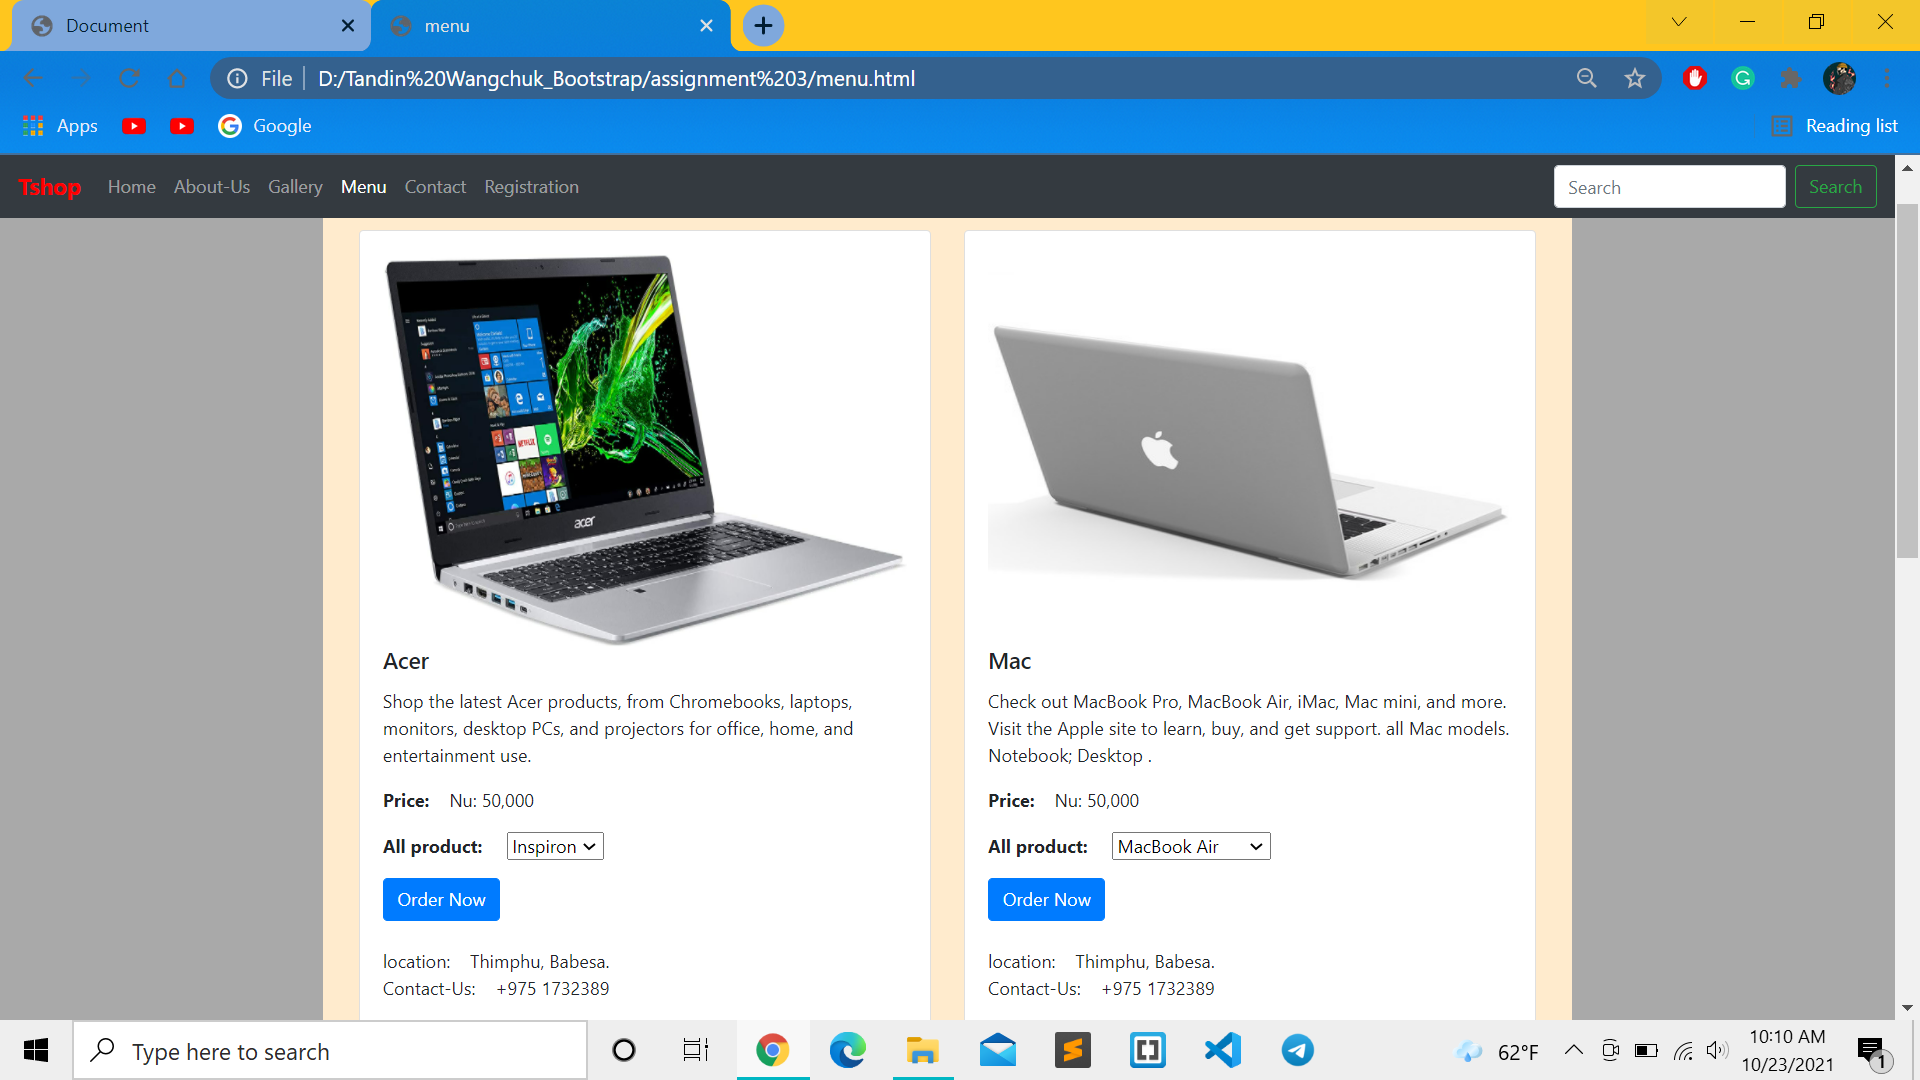 Document
menu
File
D:/Tandin%20Wangchuk_Bootstrap/assignment%203/menu.html
Apps
Google
Reading list
Tshop
Home
About-Us
Gallery
Menu
Contact
Registration
Search
Search
acer
Acer
Shop the latest Acer products, from Chromebooks, laptops,
monitors, desktop PCs, and projectors for office, home, and
entertainment use.
Price: Nu: 50,000
All product: Inspiron
Order Now
location: Thimphu, Babesa.
Contact-Us: +975 1732389
Mac
Check out MacBook Pro, MacBook Air, iMac, Mac mini, and more.
Visit the Apple site to learn, buy, and get support. all Mac models.
Notebook; Desktop .
Price: Nu: 50,000
All product: MacBook Air
Order Now
location: Thimphu, Babesa.
Contact-Us: +975 1732389
Type here to search
62°F
10:10 AM
10/23/2021
1